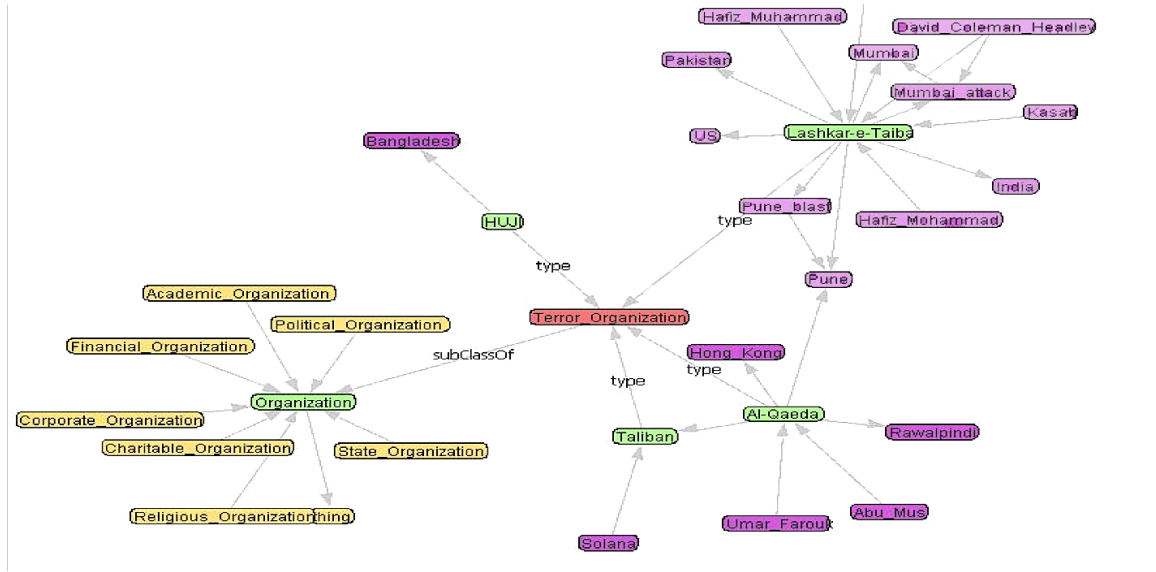 Hafiz_Muhammad
David_Coleman_Headley
Mumbai
Pakistan
Mumbai_attack
Kasab
US
Lashkar-e-Taiba
Bangladesh
India
Pune_blast
HUJI
type
Hafiz_Mohammad
type
Pune
Academic_Organization
Terror_Organization
Political_Organization
Financial_Organization
subClassOf
Hong_Kong
type
type
Organization
Corporate_Organization
Al-Qaeda
Taliban
Rawalpindi
Charitable_Organization
State_Organization
Religious_Organization
thing
Abu_Mus
Umar_Farouk
Solana